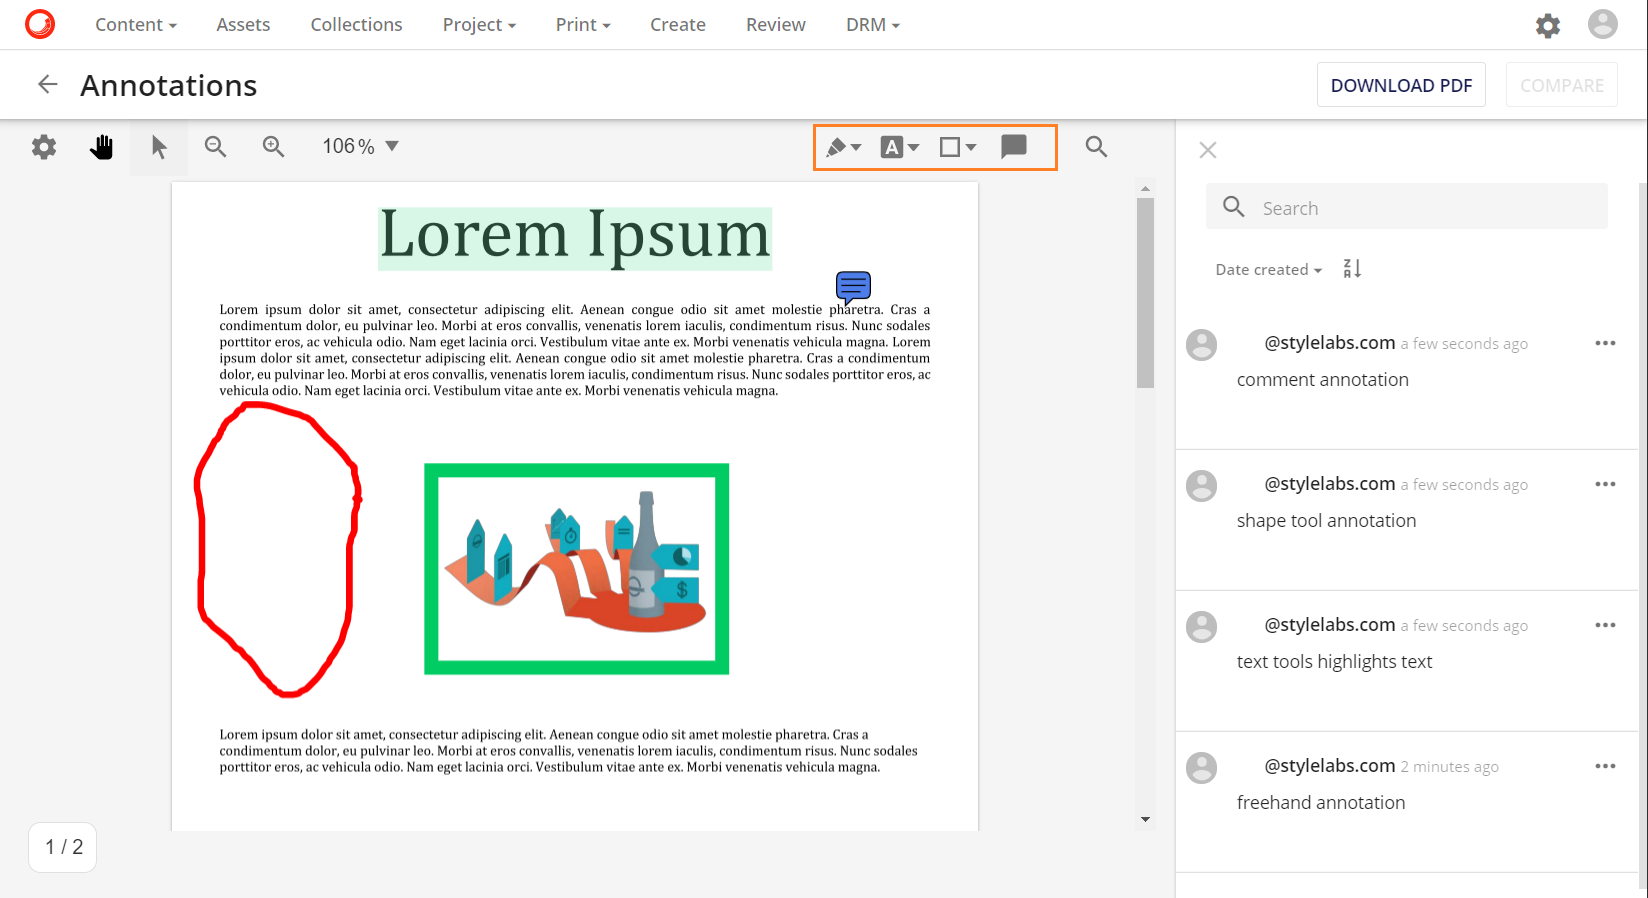 Content Assets Collections Project Print Create Review DRM
Annotations
DOWNLOAD PDF COMPARE
106 %
A
Lorem Ipsum
Lorem ipsum dolor sit amet, consectetur adipiscing elit. Aenean congue odio sit amet molestie pharetra. Cras a
condimentum dolor, eu pulvinar leo. Morbi at eros convallis, venenatis lorem iaculis, condimentum risus. Nunc sodales
porttitor eros, ac vehicula odio. Nam eget lacinia orci. Vestibulum vitae ante ex. Morbi venenatis vehicula magna. Lorem
ipsum dolor sit amet, consectetur adipiscing elit. Aenean congue odio sit amet molestie pharetra. Cras a condimentum
dolor, eu pulvinar leo. Morbi at eros convallis, venenatis lorem iaculis, condimentum risus. Nunc sodales porttitor eros, ac
vehicula odio. Nam eget lacinia orci. Vestibulum vitae ante ex. Morbi venenatis vehicula magna.
$
Lorem ipsum dolor sit amet, consectetur adipiscing elit. Aenean congue odio sit amet molestie pharetra. Cras a
condimentum dolor, eu pulvinar leo. Morbi at eros convallis, venenatis lorem iaculis, condimentum risus. Nunc sodales
porttitor eros, ac vehicula odio. Nam eget lacinia orci. Vestibulum vitae ante ex. Morbi venenatis vehicula magna.
1 / 2
Search
Date created Z A
@stylelabs.com a few seconds ago
comment annotation
@stylelabs.com a few seconds ago
shape tool annotation
@stylelabs.com a few seconds ago
text tools highlights text
@stylelabs.com 2 minutes ago
freehand annotation